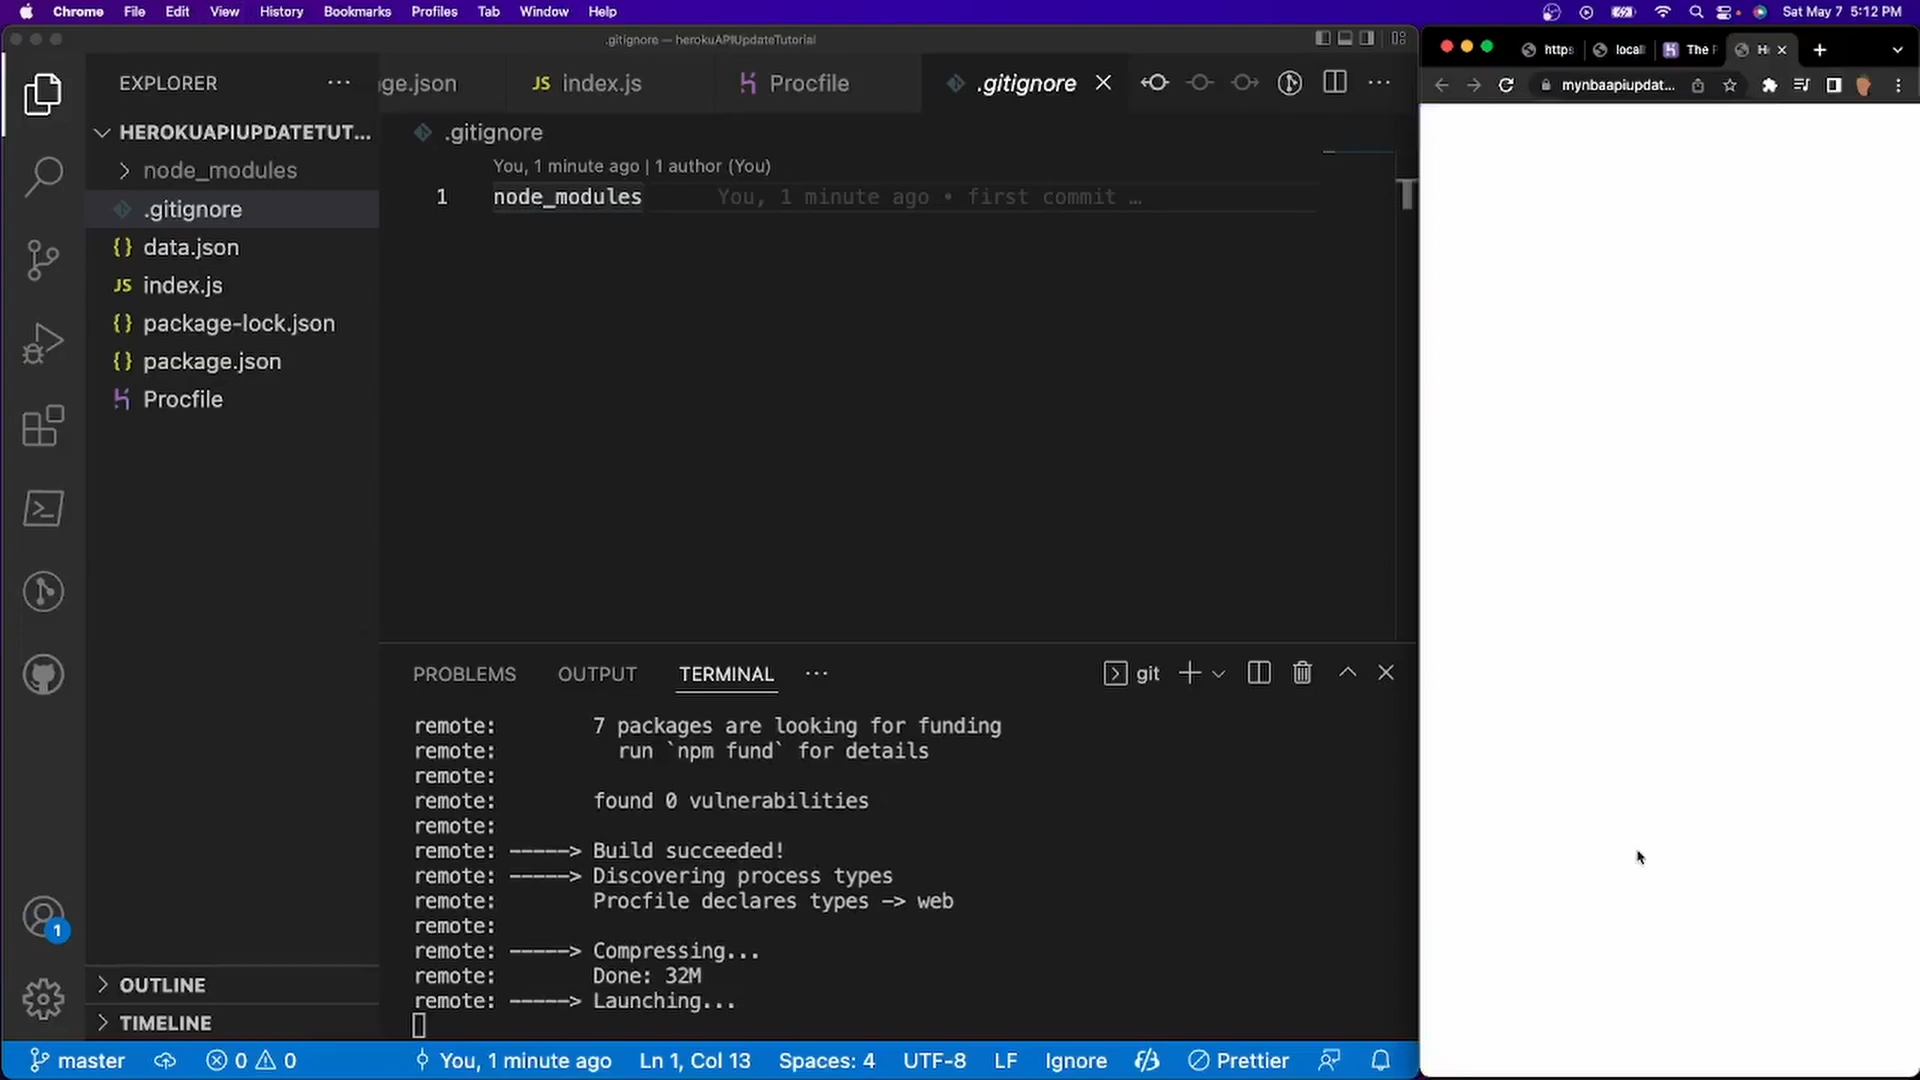 Chrome File Edit View History Bookmarks Profiles Tab Window Help
Sat May 7 5:12 PM
.gitignore — herokuAPIUpdateTutorial
EXPLORER
ge.json
JS index.js
Procfile
.gitignore
https
locall
The P
He
mynbaapiupdat...
HEROKUAPIUPDATETUT...
node_modules
.gitignore
{} data.json
JS index.js
{} package-lock.json
{} package.json
Procfile
.gitignore
You, 1 minute ago | 1 author (You)
1 node_modules You, 1 minute ago • first commit …
PROBLEMS OUTPUT TERMINAL ...
git
remote: 7 packages are looking for funding
remote: run `npm fund` for details
remote:
remote: found 0 vulnerabilities
remote:
remote: -----> Build succeeded!
remote: -----> Discovering process types
remote: Procfile declares types -> web
remote:
remote: -----> Compressing...
remote: Done: 32M
remote: -----> Launching...
1
OUTLINE
TIMELINE
master 0 0 You, 1 minute ago Ln 1, Col 13 Spaces: 4 UTF-8 LF Ignore Prettier